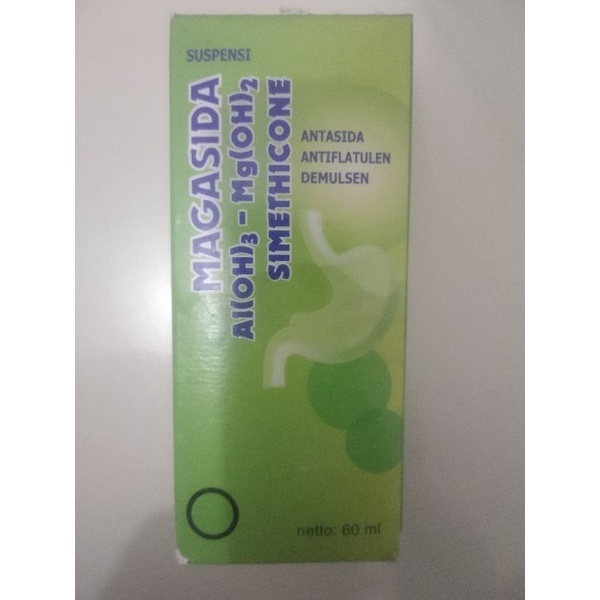 SUSPENSI
MAGASIDA
Al(OH)₃ - Mg(OH)₂
SIMETHICONE
ANTASIDA
ANTIFLATULEN
DEMULSEN
netto: 60 ml